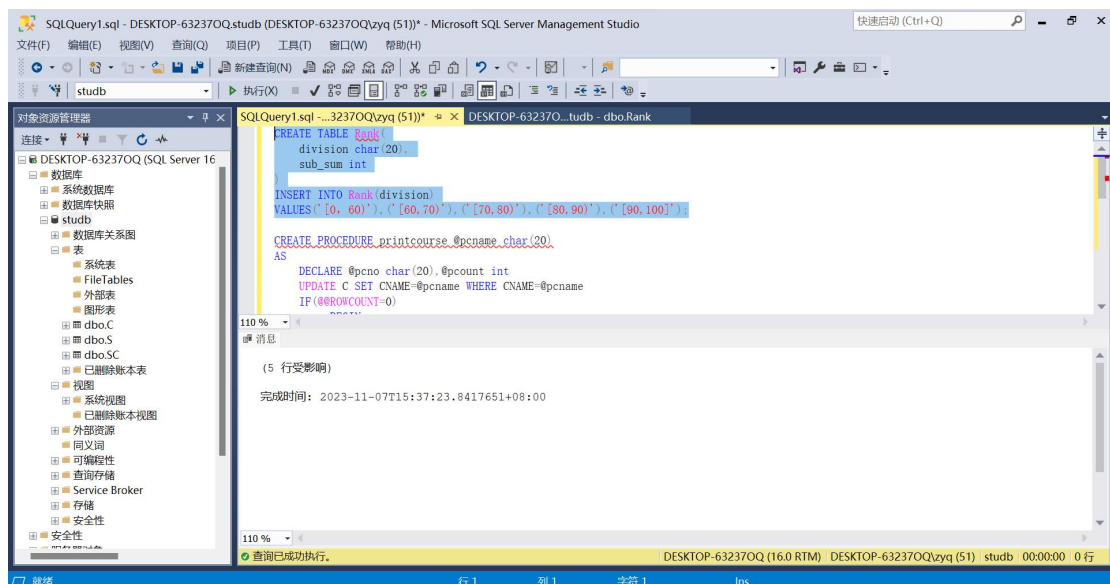 SQLQuery1.sql - DESKTOP-63237OQ.studb (DESKTOP-63237OQ\zyq (51))* - Microsoft SQL Server Management Studio
快速启动 (Ctrl+Q)
文件(F) 编辑(E) 视图(V) 查询(Q) 项目(P) 工具(T) 窗口(W) 帮助(H)
新建查询(N)
studb
执行(X)
对象资源管理器
SQLQuery1.sql -...3237OQ\zyq (51))*
DESKTOP-63237O...tudb - dbo.Rank
连接
DESKTOP-63237OQ (SQL Server 16
数据库
系统数据库
数据库快照
studb
数据库关系图
表
系统表
FileTables
外部表
图形表
dbo.C
dbo.S
dbo.SC
已删除账本表
视图
系统视图
已删除账本视图
外部资源
同义词
可编程性
查询存储
Service Broker
存储
安全性
安全性
CREATE TABLE Rank(
division char(20),
sub_sum int
)
INSERT INTO Rank(division)
VALUES('[0, 60)'),('[60,70)'),('[70,80)'),('[80,90)'),('[90,100]');
CREATE PROCEDURE printcourse @pcname char(20)
AS
DECLARE @pcno char(20),@pcount int
UPDATE C SET CNAME=@pcname WHERE CNAME=@pcname
IF(@@ROWCOUNT=0)
110 %
消息
(5 行受影响)
完成时间: 2023-11-07T15:37:23.8417651+08:00
110 %
查询已成功执行。
DESKTOP-63237OQ (16.0 RTM) DESKTOP-63237OQ\zyq (51) studb 00:00:00 0 行
就绪 行 1 列 1 字符 1 Ins